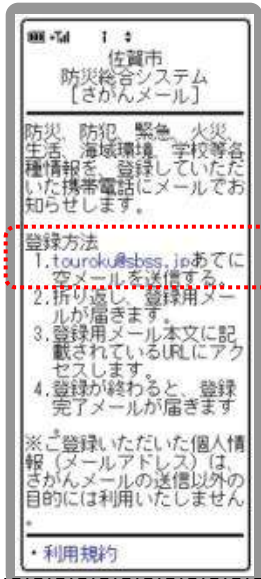 佐賀市
防災総合システム
[さがんメール]
防災、防犯、緊急、火災、
生活、海域環境、学校等各
種情報を、登録していただ
いた携帯電話にメールでお
知らせします。
登録方法
1.touroku@sbss.jpあてに
空メールを送信する。
2.折り返し、登録用メー
ルが届きます。
3.登録用メール本文に記
載されているURLにアク
セスします。
4.登録が終わると、登録
完了メールが届きます
。
※ご登録いただいた個人情
報（メールアドレス）は、
さがんメールの送信以外の
目的には利用いたしません
。
・利用規約